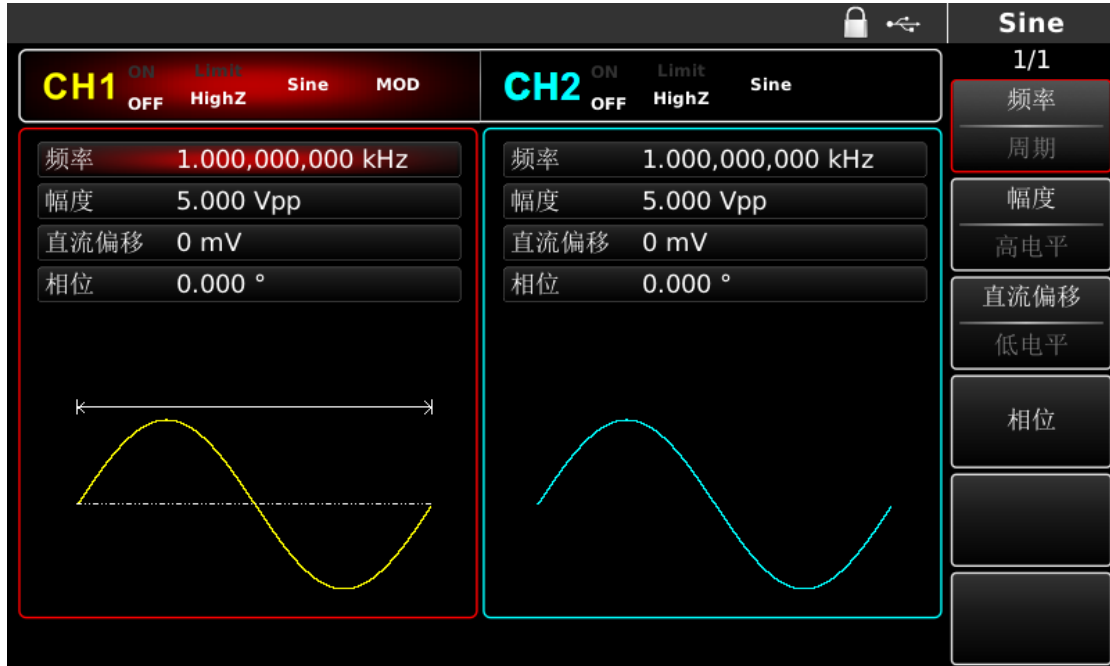 Sine
1/1
CH1 ON OFF Limit HighZ Sine MOD
CH2 ON OFF Limit HighZ Sine
频率 1.000,000,000 kHz
幅度 5.000 Vpp
直流偏移 0 mV
相位 0.000 °
频率 1.000,000,000 kHz
幅度 5.000 Vpp
直流偏移 0 mV
相位 0.000 °
频率
周期
幅度
高电平
直流偏移
低电平
相位